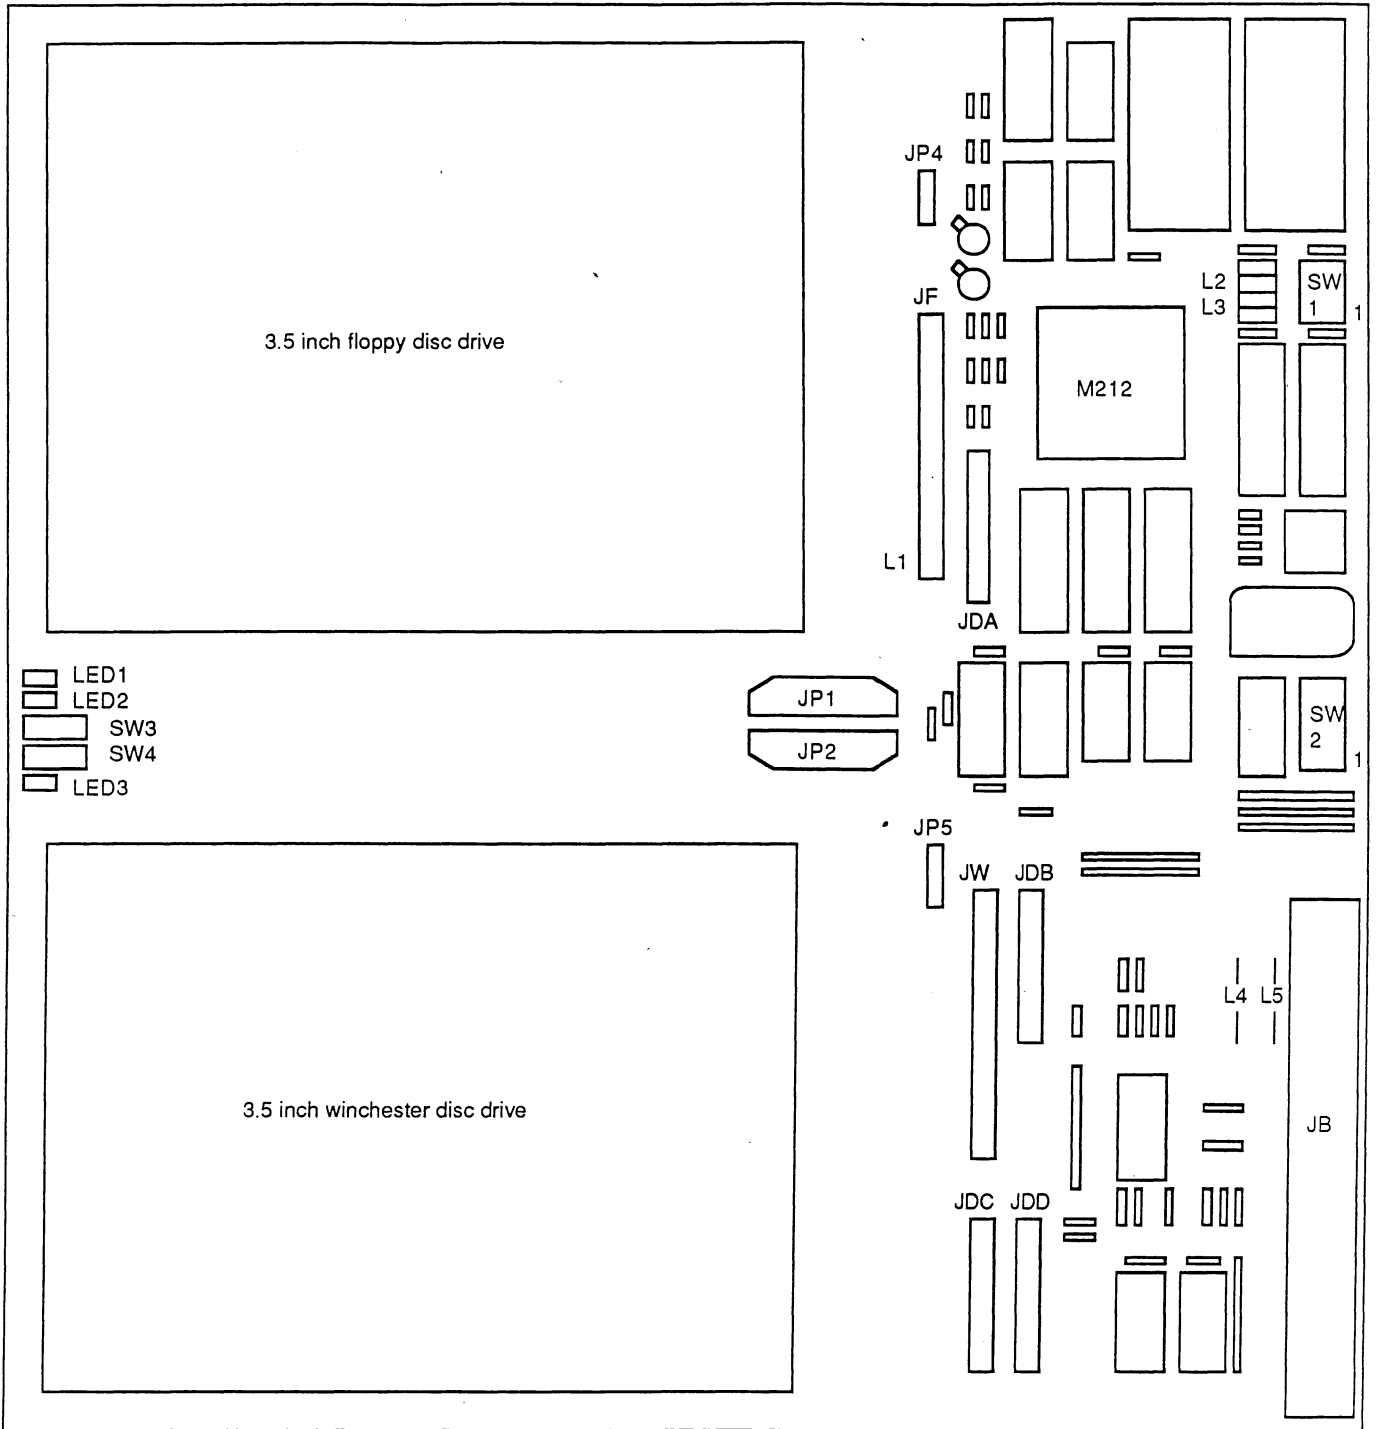 JP4
L2
SW
L3
1
1
JF
3.5 inch floppy disc drive
M212
L1
JDA
LED1
LED2
SW3
SW4
LED3
JP1
JP2
SW
2
1
JP5
JW
JDB
L4
L5
3.5 inch winchester disc drive
JB
JDC
JDD